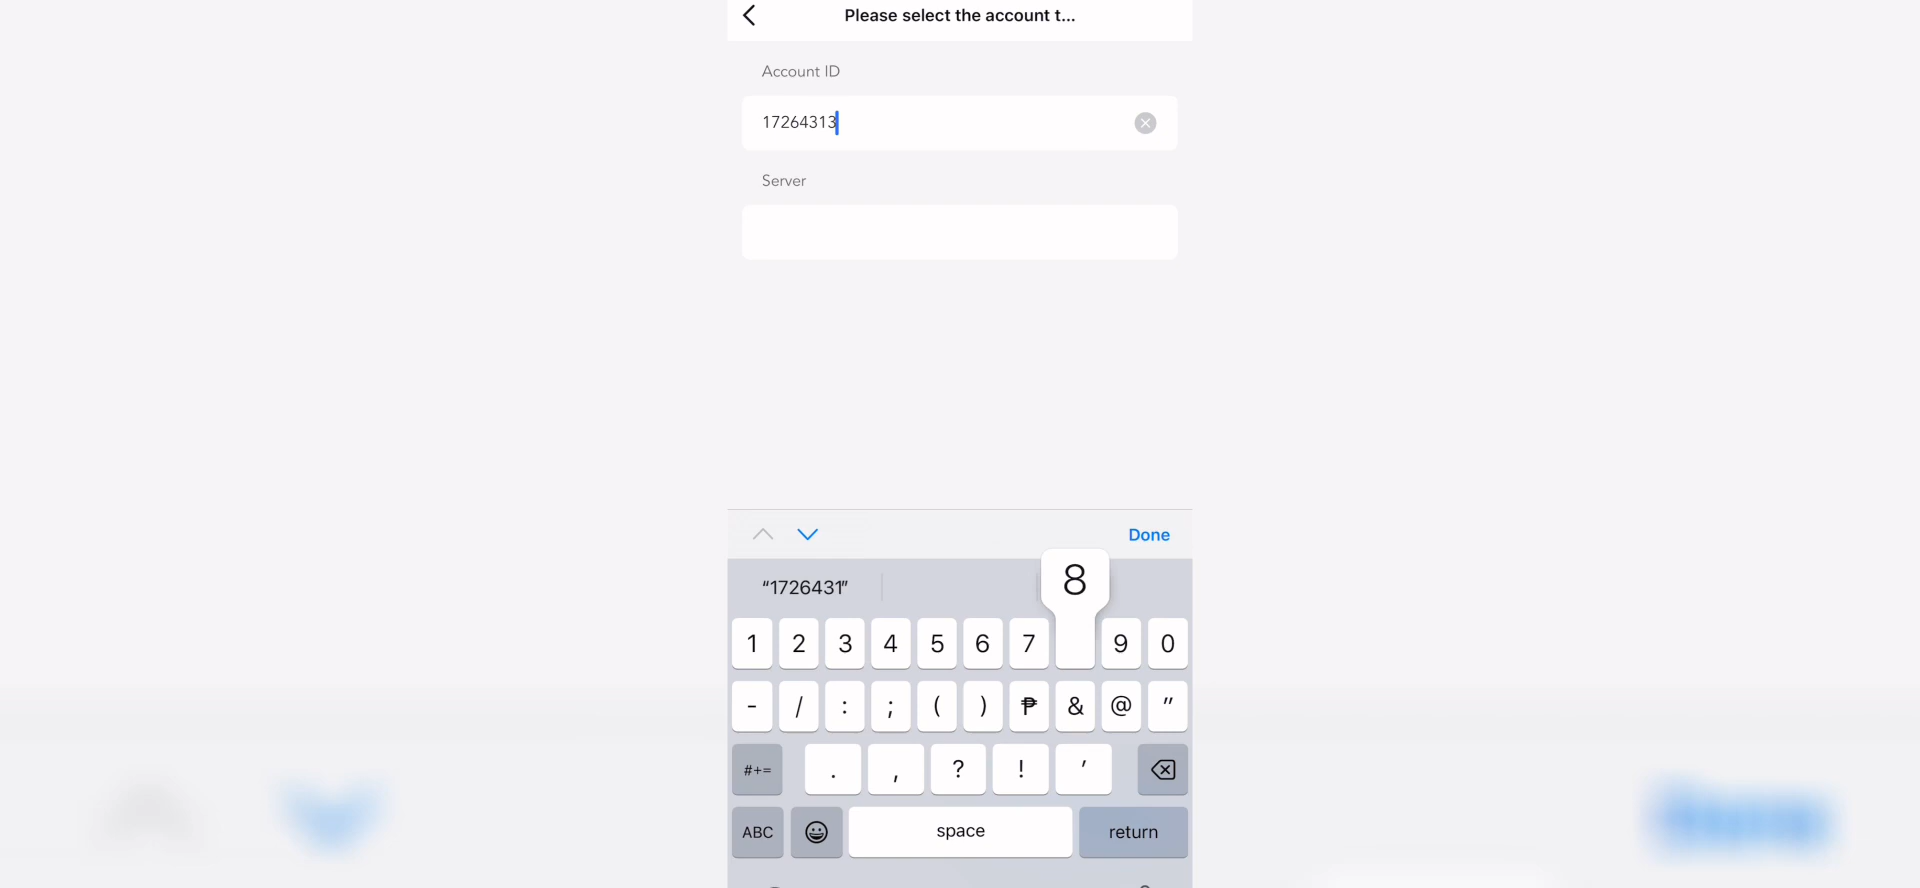 Please select the account t...
Account ID
17264313
Server
Done
“1726431”
8
1 2 3 4 5 6 7 9 0
- / : ; ( ) ₱ & @ "
#+= . , ? ! '
ABC space return